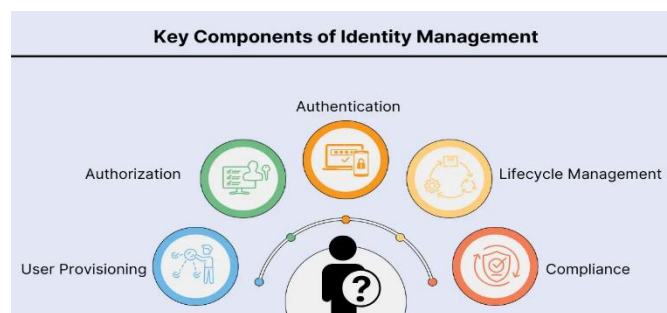 Key Components of Identity Management
Authentication
Authorization
Lifecycle Management
User Provisioning
Compliance
?